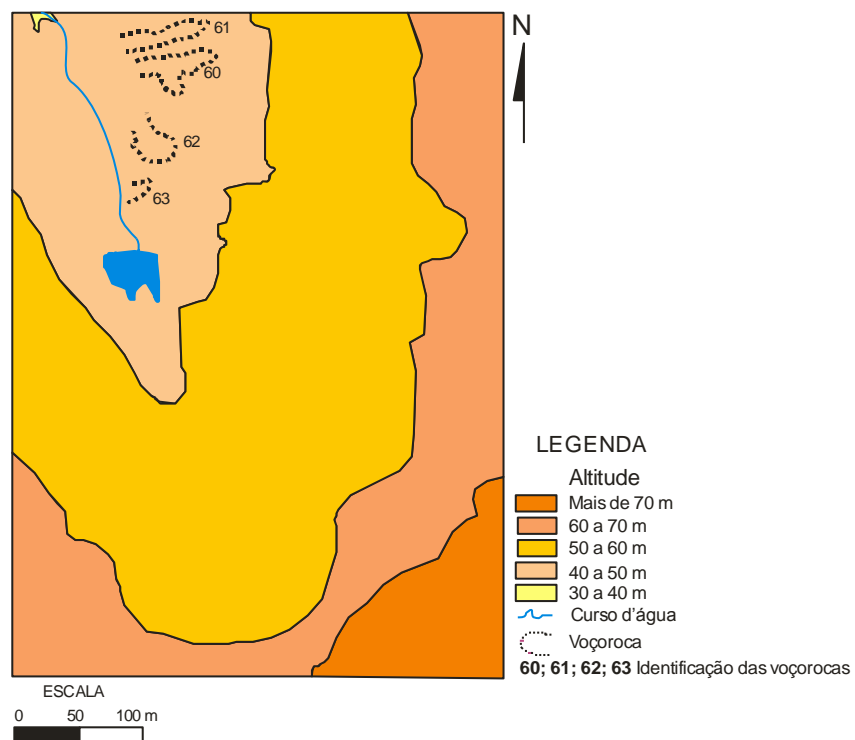 61
N
60
62
63
LEGENDA
Altitude
Mais de 70 m
60 a 70 m
50 a 60 m
40 a 50 m
30 a 40 m
Curso d'água
Voçoroca
60; 61; 62; 63 Identificação das voçorocas
ESCALA
0 50 100 m